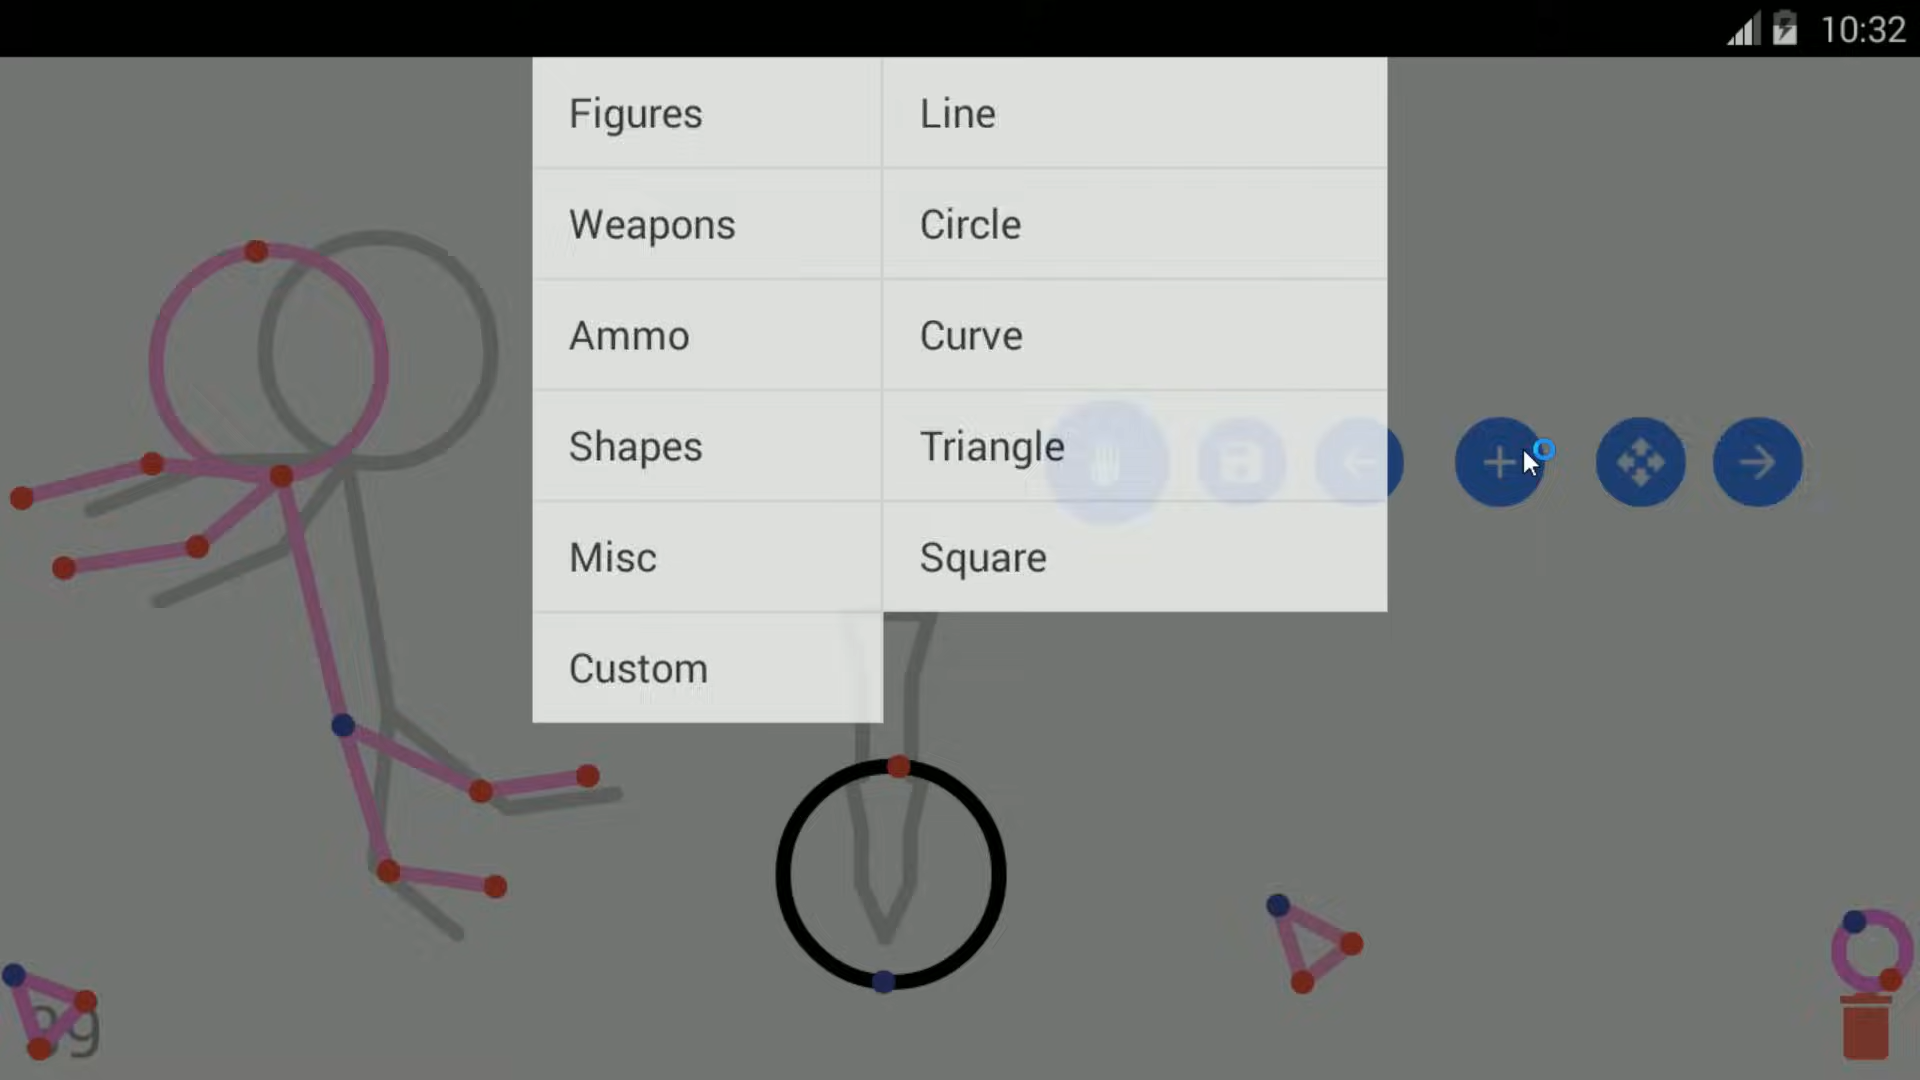 10:32
Figures
Line
Weapons
Circle
Ammo
Curve
Shapes
Triangle
Misc
Square
Custom